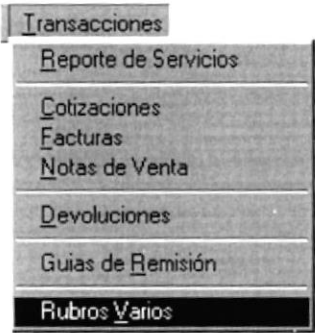 Transacciones
Reporte de Servicios
Cotizaciones
Facturas
Notas de Venta
Devoluciones
Guias de Remisión
Rubros Varios